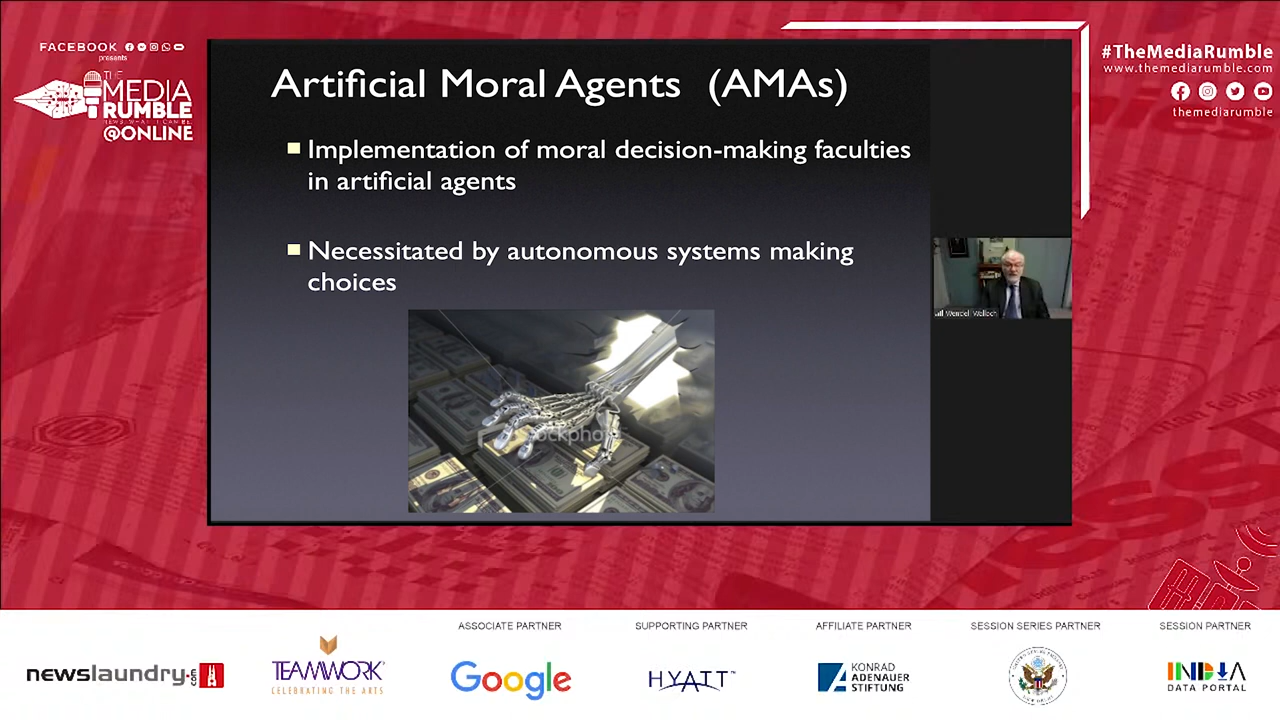 FACEBOOK
presents
THE
MEDIA
RUMBLE
@ONLINE
#TheMediaRumble
www.themediarumble.com
themediarumble
Artificial Moral Agents (AMAs)
Implementation of moral decision-making faculties
in artificial agents
Necessitated by autonomous systems making
choices
Wendell Wallach
ASSOCIATE PARTNER
SUPPORTING PARTNER
AFFILIATE PARTNER
SESSION SERIES PARTNER
SESSION PARTNER
newslaundry.com
TEAMWORK
CELEBRATING THE ARTS
Google
HYATT™
KONRAD
ADENAUER
STIFTUNG
INDIA
DATA PORTAL